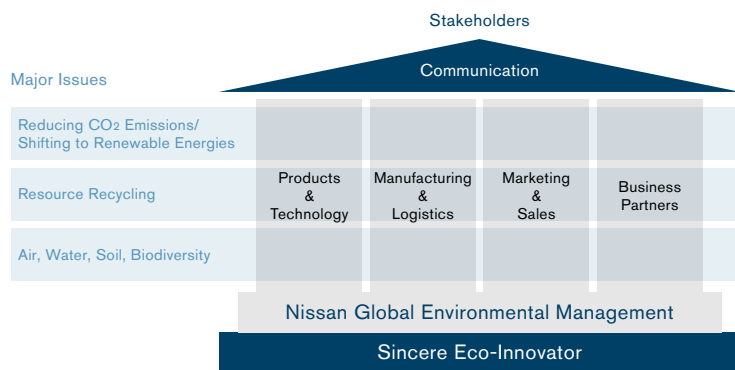 Stakeholders
Communication
Major Issues
Reducing CO2 Emissions/
Shifting to Renewable Energies
Resource Recycling
Air, Water, Soil, Biodiversity
Products
&
Technology
Manufacturing
&
Logistics
Marketing
&
Sales
Business
Partners
Nissan Global Environmental Management
Sincere Eco-Innovator